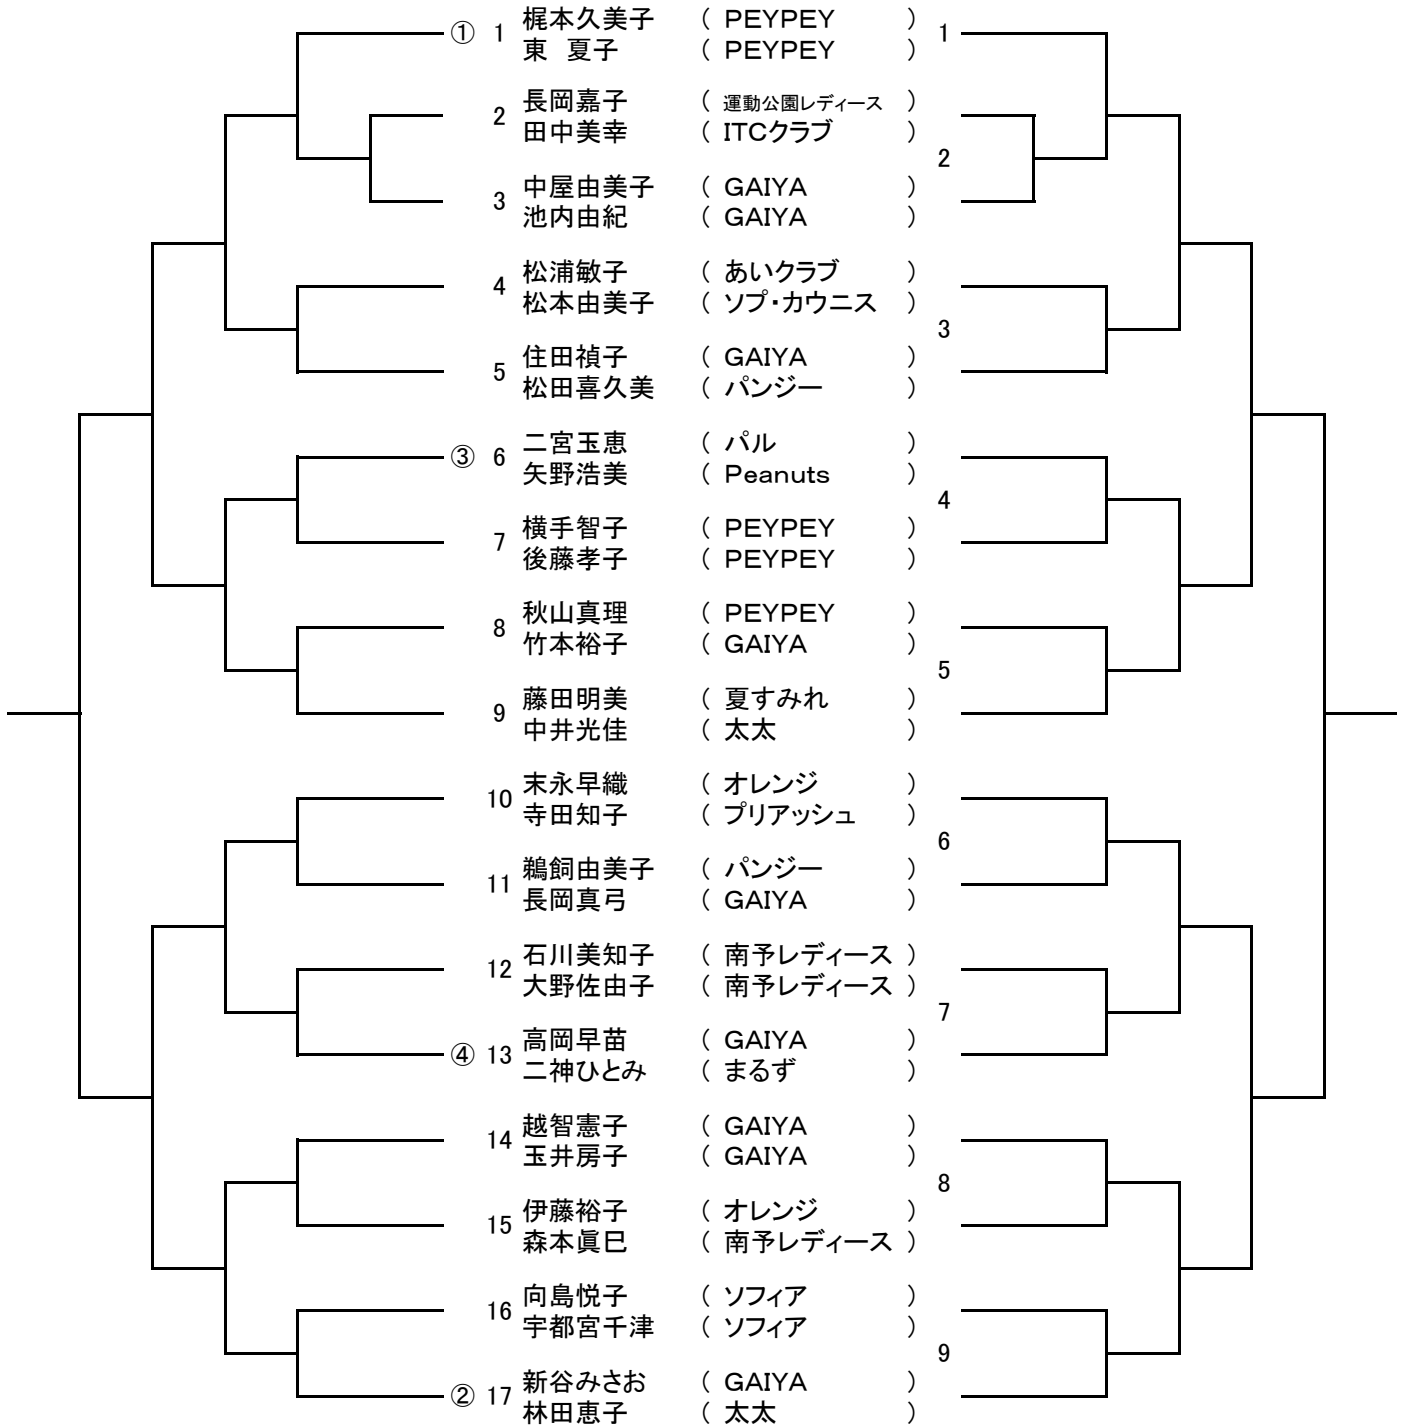 ① 1 梶本久美子 ( PEYPEY ) 1
東 夏子 ( PEYPEY )
2 長岡嘉子 ( 運動公園レディース )
田中美幸 ( ITCクラブ )
2
3 中屋由美子 ( GAIYA )
池内由紀 ( GAIYA )
4 松浦敏子 ( あいクラブ )
松本由美子 ( ソプ・カウニス )
3
5 住田禎子 ( GAIYA )
松田喜久美 ( パンジー )
③ 6 二宮玉恵 ( パル )
矢野浩美 ( Peanuts )
4
7 横手智子 ( PEYPEY )
後藤孝子 ( PEYPEY )
8 秋山真理 ( PEYPEY )
竹本裕子 ( GAIYA )
5
9 藤田明美 ( 夏すみれ )
中井光佳 ( 太太 )
10 末永早織 ( オレンジ )
寺田知子 ( プリアッシュ )
6
11 鵜飼由美子 ( パンジー )
長岡真弓 ( GAIYA )
12 石川美知子 ( 南予レディース )
大野佐由子 ( 南予レディース )
7
④ 13 高岡早苗 ( GAIYA )
二神ひとみ ( まるず )
14 越智憲子 ( GAIYA )
玉井房子 ( GAIYA )
8
15 伊藤裕子 ( オレンジ )
森本眞巳 ( 南予レディース )
16 向島悦子 ( ソフィア )
宇都宮千津 ( ソフィア )
9
② 17 新谷みさお ( GAIYA )
林田恵子 ( 太太 )